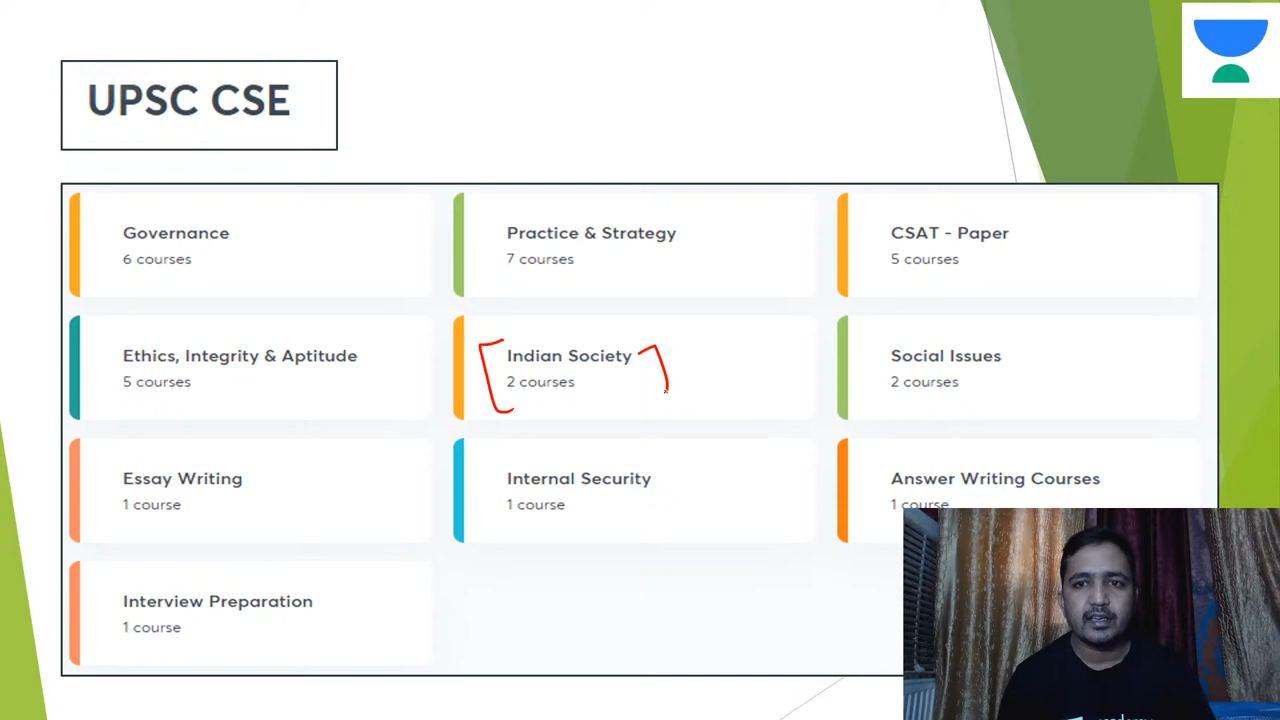 UPSC CSE
Governance
6 courses
Practice & Strategy
7 courses
CSAT - Paper
5 courses
Ethics, Integrity & Aptitude
5 courses
Indian Society
2 courses
Social Issues
2 courses
Essay Writing
1 course
Internal Security
1 course
Answer Writing Courses
1 course
Interview Preparation
1 course